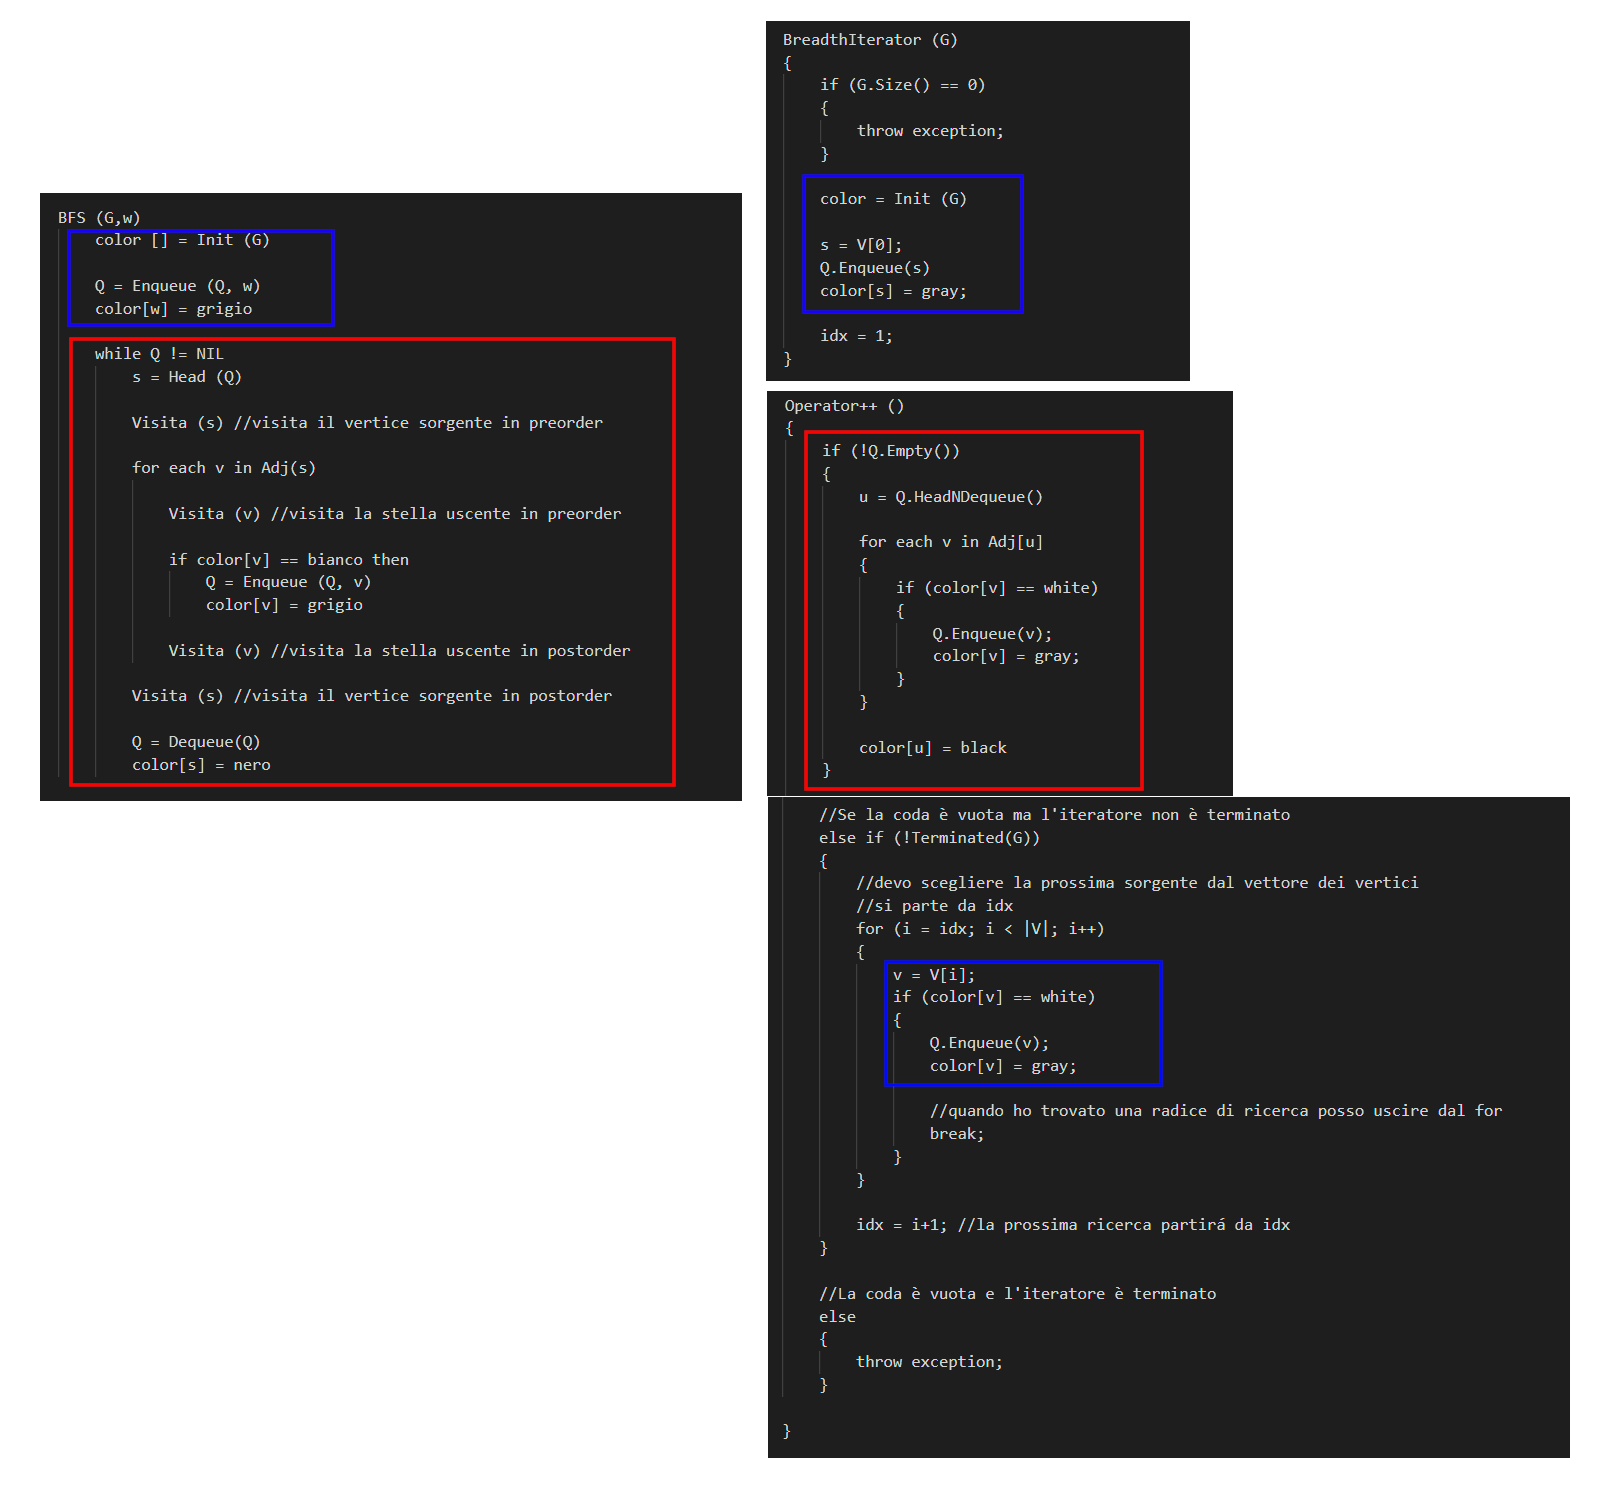 BFS (G,w)
color [] = Init (G)
Q = Enqueue (Q, w)
color[w] = grigio
while Q != NIL
s = Head (Q)
Visita (s) //visita il vertice sorgente in preorder
for each v in Adj(s)
Visita (v) //visita la stella uscente in preorder
if color[v] == bianco then
Q = Enqueue (Q, v)
color[v] = grigio
Visita (v) //visita la stella uscente in postorder
Visita (s) //visita il vertice sorgente in postorder
Q = Dequeue(Q)
color[s] = nero
BreadthIterator (G)
{
if (G.Size() == 0)
{
throw exception;
}
color = Init (G)
s = V[0];
Q.Enqueue(s)
color[s] = gray;
idx = 1;
}
Operator++ ()
{
if (!Q.Empty())
{
u = Q.HeadNDequeue()
for each v in Adj[u]
{
if (color[v] == white)
{
Q.Enqueue(v);
color[v] = gray;
}
}
color[u] = black
}
//Se la coda è vuota ma l'iteratore non è terminato
else if (!Terminated(G))
{
//devo scegliere la prossima sorgente dal vettore dei vertici
//si parte da idx
for (i = idx; i < |V|; i++)
{
v = V[i];
if (color[v] == white)
{
Q.Enqueue(v);
color[v] = gray;
//quando ho trovato una radice di ricerca posso uscire dal for
break;
}
}
idx = i+1; //la prossima ricerca partirá da idx
}
//La coda è vuota e l'iteratore è terminato
else
{
throw exception;
}
}